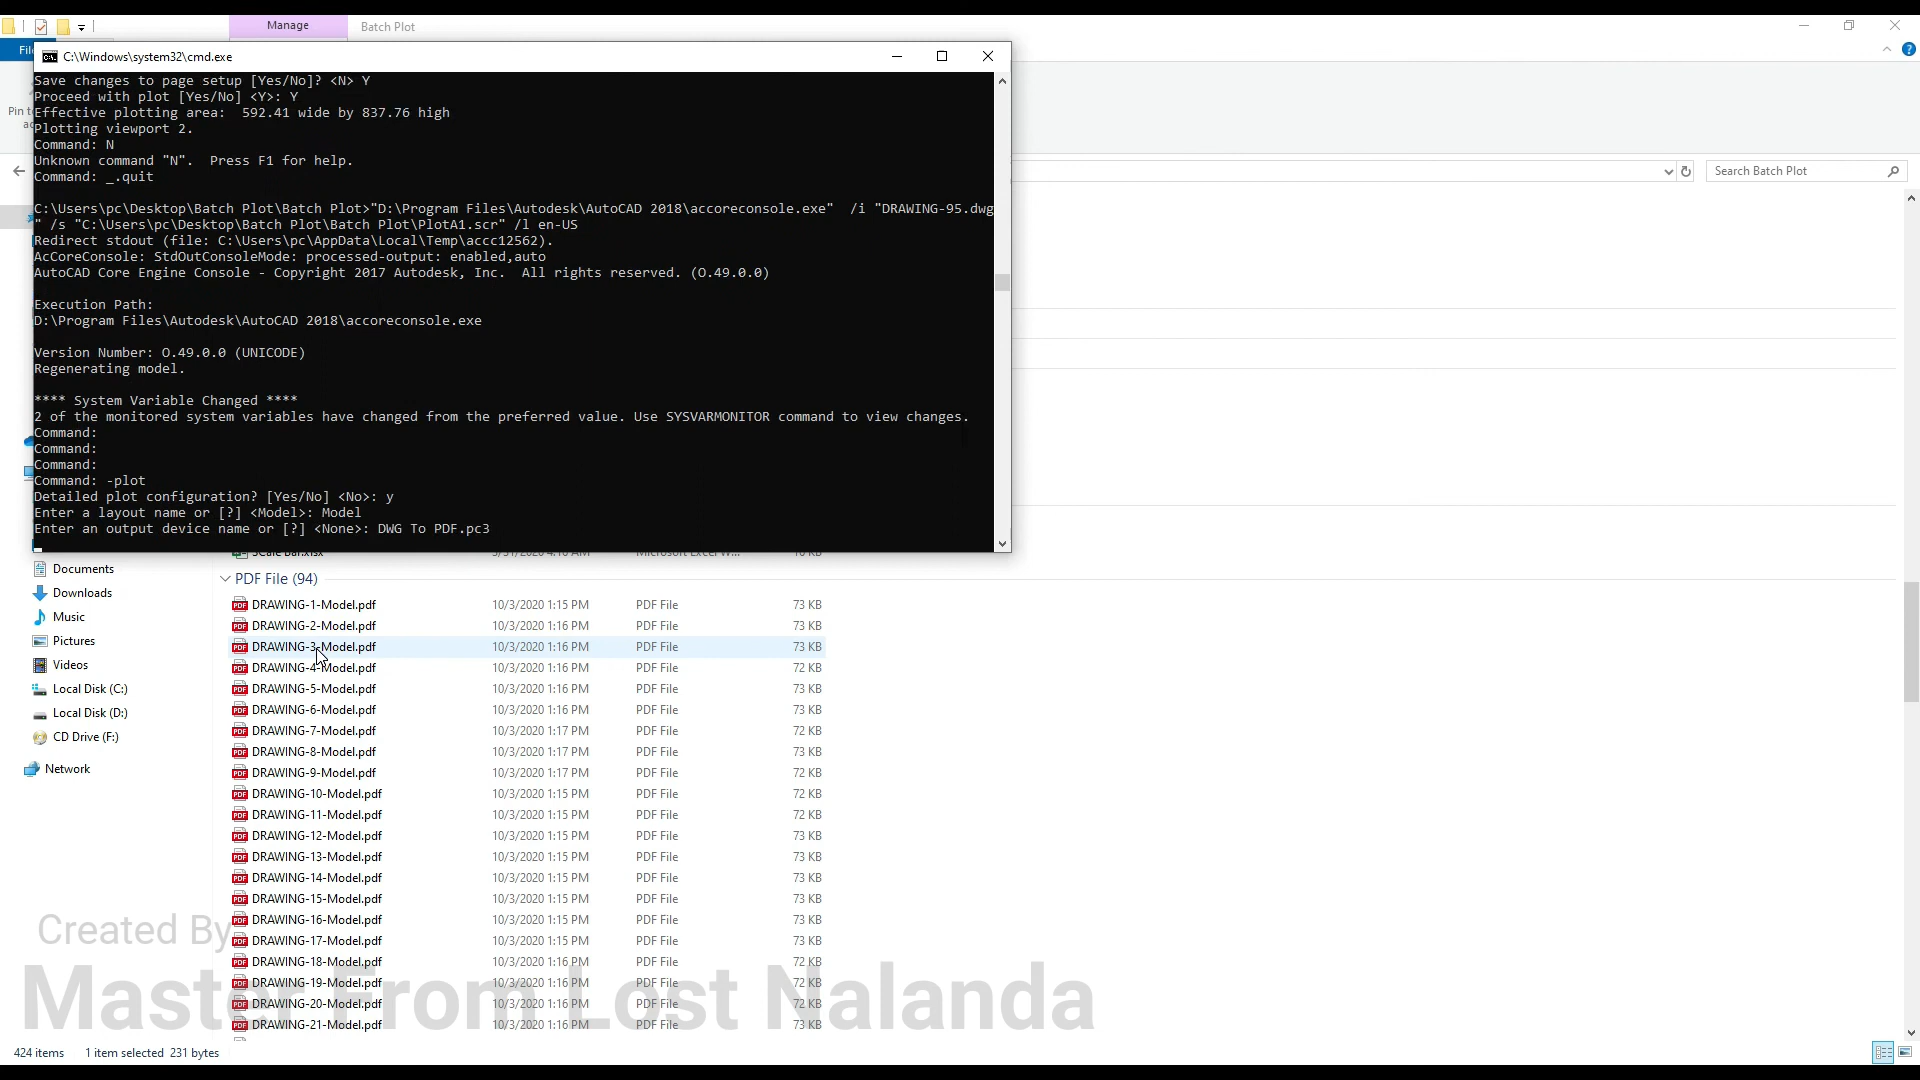 Manage
Batch Plot
C:\Windows\system32\cmd.exe
Save changes to page setup [Yes/No]? <N> Y
Proceed with plot [Yes/No] <Y>: Y
Effective plotting area:  592.41 wide by 837.76 high
Plotting viewport 2.
Command: N
Unknown command "N".  Press F1 for help.
Command: _.quit
C:\Users\pc\Desktop\Batch Plot\Batch Plot>"D:\Program Files\Autodesk\AutoCAD 2018\accoreconsole.exe"  /i "DRAWING-95.dwg
" /s "C:\Users\pc\Desktop\Batch Plot\Batch Plot\PlotA1.scr" /l en-US
Redirect stdout (file: C:\Users\pc\AppData\Local\Temp\accc12562).
AcCoreConsole: StdOutConsoleMode: processed-output: enabled,auto
AutoCAD Core Engine Console - Copyright 2017 Autodesk, Inc.  All rights reserved. (O.49.0.0)
Execution Path:
D:\Program Files\Autodesk\AutoCAD 2018\accoreconsole.exe
Version Number: O.49.0.0 (UNICODE)
Regenerating model.
**** System Variable Changed ****
2 of the monitored system variables have changed from the preferred value. Use SYSVARMONITOR command to view changes.
Command:
Command:
Command:
Command: -plot
Detailed plot configuration? [Yes/No] <No>: y
Enter a layout name or [?] <Model>: Model
Enter an output device name or [?] <None>: DWG To PDF.pc3
Search Batch Plot
Documents
Downloads
Music
Pictures
Videos
Local Disk (C:)
Local Disk (D:)
CD Drive (F:)
Network
PDF File (94)
DRAWING-1-Model.pdf 10/3/2020 1:15 PM PDF File 73 KB
DRAWING-2-Model.pdf 10/3/2020 1:16 PM PDF File 73 KB
DRAWING-3-Model.pdf 10/3/2020 1:16 PM PDF File 73 KB
DRAWING-4-Model.pdf 10/3/2020 1:16 PM PDF File 72 KB
DRAWING-5-Model.pdf 10/3/2020 1:16 PM PDF File 73 KB
DRAWING-6-Model.pdf 10/3/2020 1:16 PM PDF File 73 KB
DRAWING-7-Model.pdf 10/3/2020 1:17 PM PDF File 72 KB
DRAWING-8-Model.pdf 10/3/2020 1:17 PM PDF File 73 KB
DRAWING-9-Model.pdf 10/3/2020 1:17 PM PDF File 72 KB
DRAWING-10-Model.pdf 10/3/2020 1:15 PM PDF File 72 KB
DRAWING-11-Model.pdf 10/3/2020 1:15 PM PDF File 72 KB
DRAWING-12-Model.pdf 10/3/2020 1:15 PM PDF File 73 KB
DRAWING-13-Model.pdf 10/3/2020 1:15 PM PDF File 73 KB
DRAWING-14-Model.pdf 10/3/2020 1:15 PM PDF File 73 KB
DRAWING-15-Model.pdf 10/3/2020 1:15 PM PDF File 73 KB
DRAWING-16-Model.pdf 10/3/2020 1:15 PM PDF File 73 KB
DRAWING-17-Model.pdf 10/3/2020 1:15 PM PDF File 73 KB
DRAWING-18-Model.pdf 10/3/2020 1:16 PM PDF File 72 KB
DRAWING-19-Model.pdf 10/3/2020 1:16 PM PDF File 72 KB
DRAWING-20-Model.pdf 10/3/2020 1:16 PM PDF File 72 KB
DRAWING-21-Model.pdf 10/3/2020 1:16 PM PDF File 73 KB
Created By
Master From Lost Nalanda
424 items 1 item selected 231 bytes